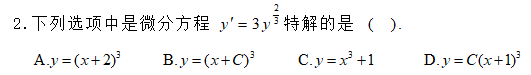 2.下列选项中是微分方程 y′ = 3y^{2/3} 特解的是 ( ).
A.y = (x+2)³ B.y = (x+C)³ C.y = x³ +1 D.y = C(x+1)³